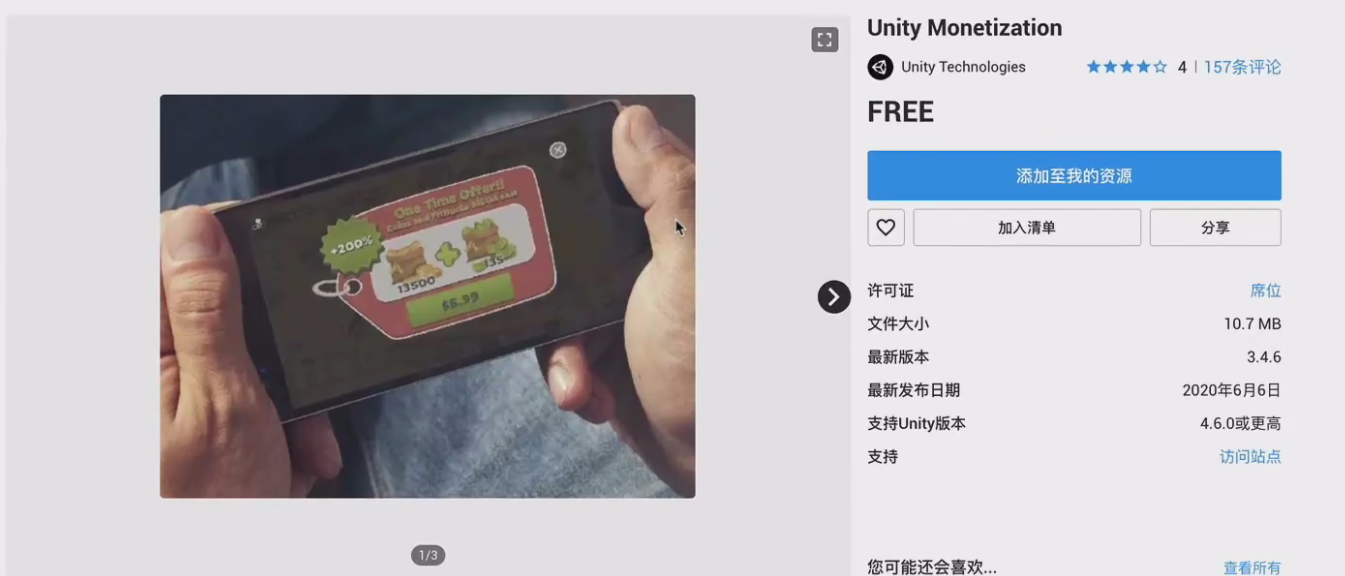 Unity Monetization
Unity Technologies
4 | 157条评论
FREE
添加至我的资源
加入清单
分享
许可证 席位
文件大小 10.7 MB
最新版本 3.4.6
最新发布日期 2020年6月6日
支持Unity版本 4.6.0或更高
支持 访问站点
您可能还会喜欢... 查看所有
One Time Offer!!
+200%
13500
135
$5.99
1/3